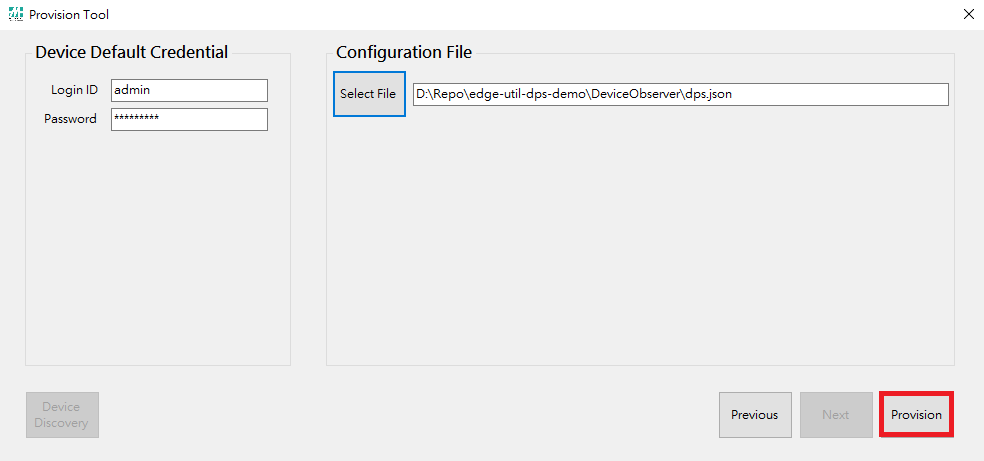 Provision Tool
Device Default Credential
Login ID admin
Password *********
Configuration File
Select File D:\Repo\edge-util-dps-demo\DeviceObserver\dps.json
Device
Discovery
Previous Next Provision